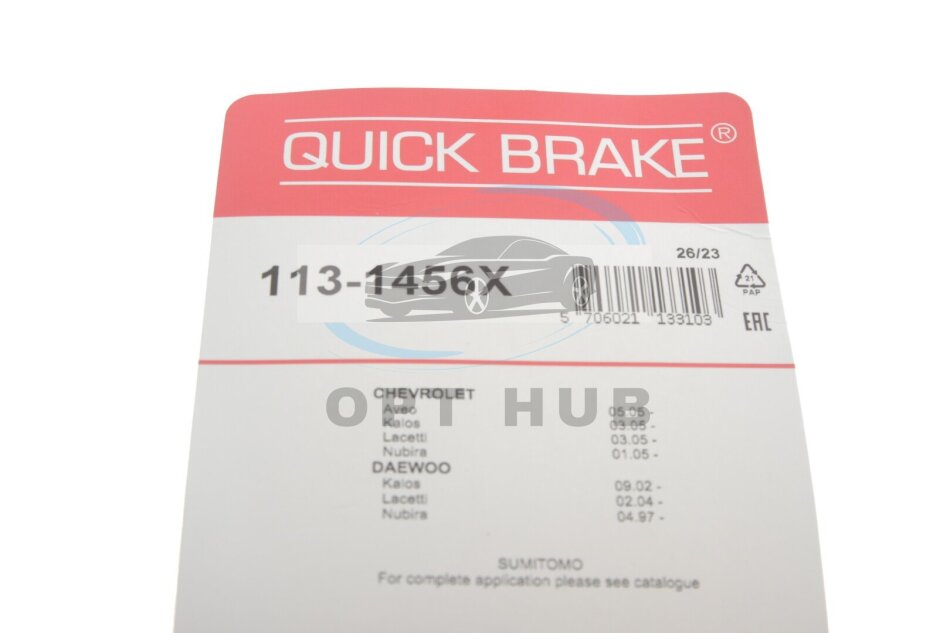 QUICK BRAKE®
26/23
113-1456X
21
PAP
5 706021 133103
EAC
CHEVROLET
Aveo 05.05 -
Kalos 03.05 -
Lacetti 03.05 -
Nubira 01.05 -
OPT HUB
DAEWOO
Kalos 09.02 -
Lacetti 02.04 -
Nubira 04.97 -
SUMITOMO
For complete application please see catalogue